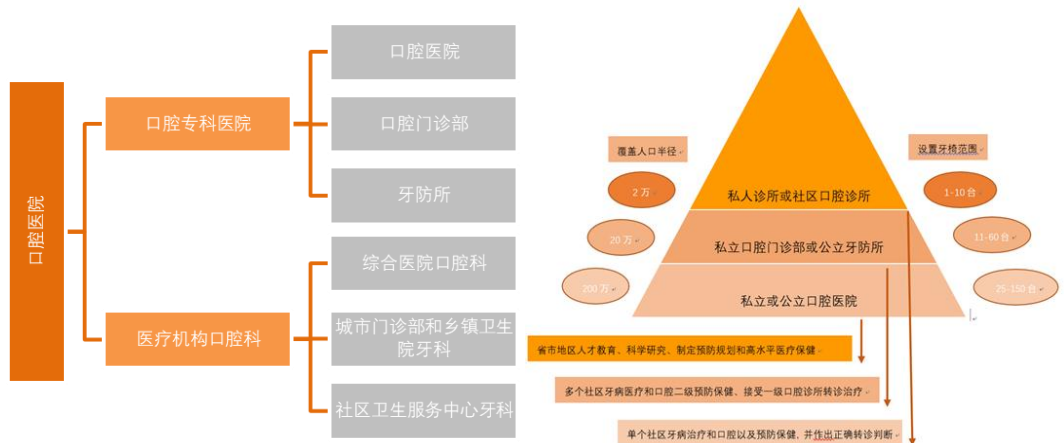 口腔医院
口腔专科医院
医疗机构口腔科
口腔医院
口腔门诊部
牙防所
综合医院口腔科
城市门诊部和乡镇卫生
院牙科
社区卫生服务中心牙科
覆盖人口半径
2万
20万
200万
设置牙椅范围
1-10台
11-60台
25-150台
私人诊所或社区口腔诊所
私立口腔门诊部或公立牙防所
私立或公立口腔医院
省市地区人才教育、科学研究、制定预防规划和高水平医疗保健
多个社区牙病医疗和口腔二级预防保健、接受一级口腔诊所转诊治疗
单个社区牙病治疗和口腔以及预防保健, 并作出正确转诊判断